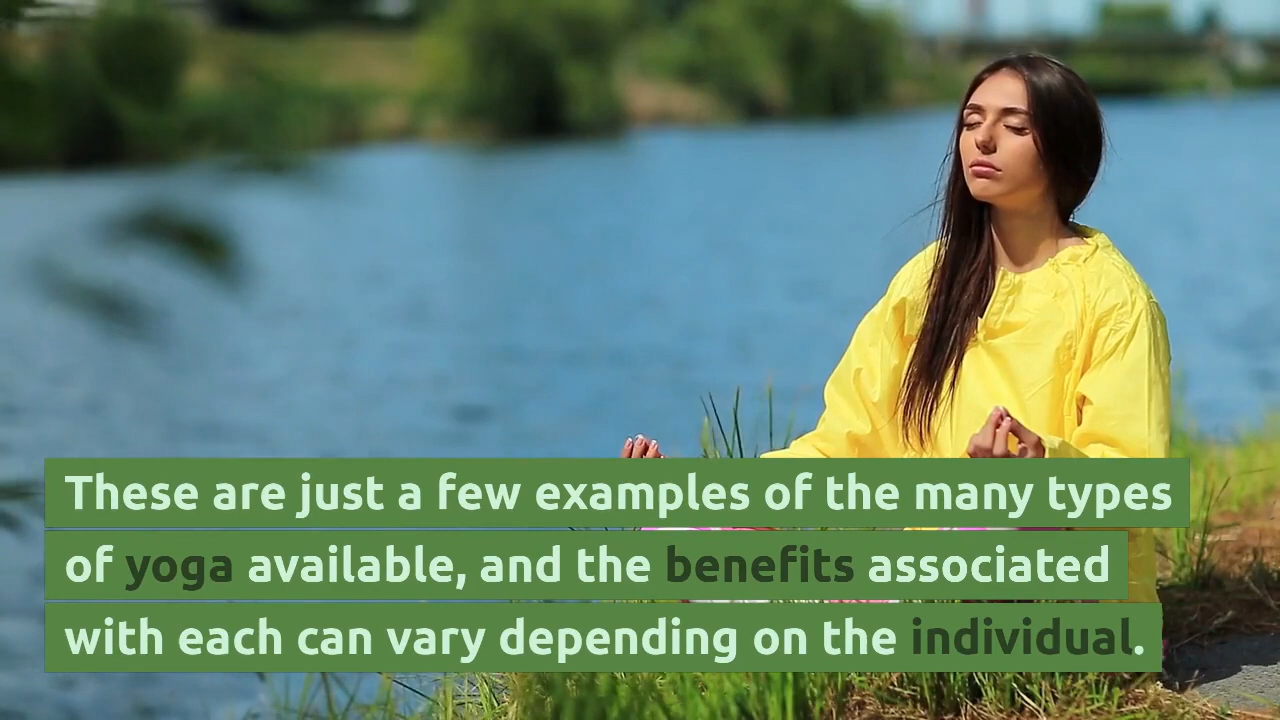 These are just a few examples of the many types
of yoga available, and the benefits associated
with each can vary depending on the individual.